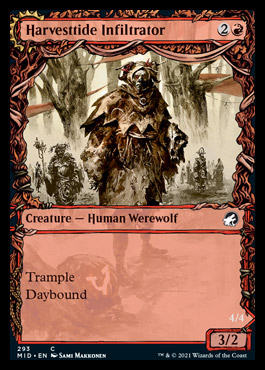 Harvesttide Infiltrator 2
Creature — Human Werewolf
Trample
Daybound
4/4
3/2
293 C
MID • EN Sami Makkonen
™ & © 2021 Wizards of the Coast